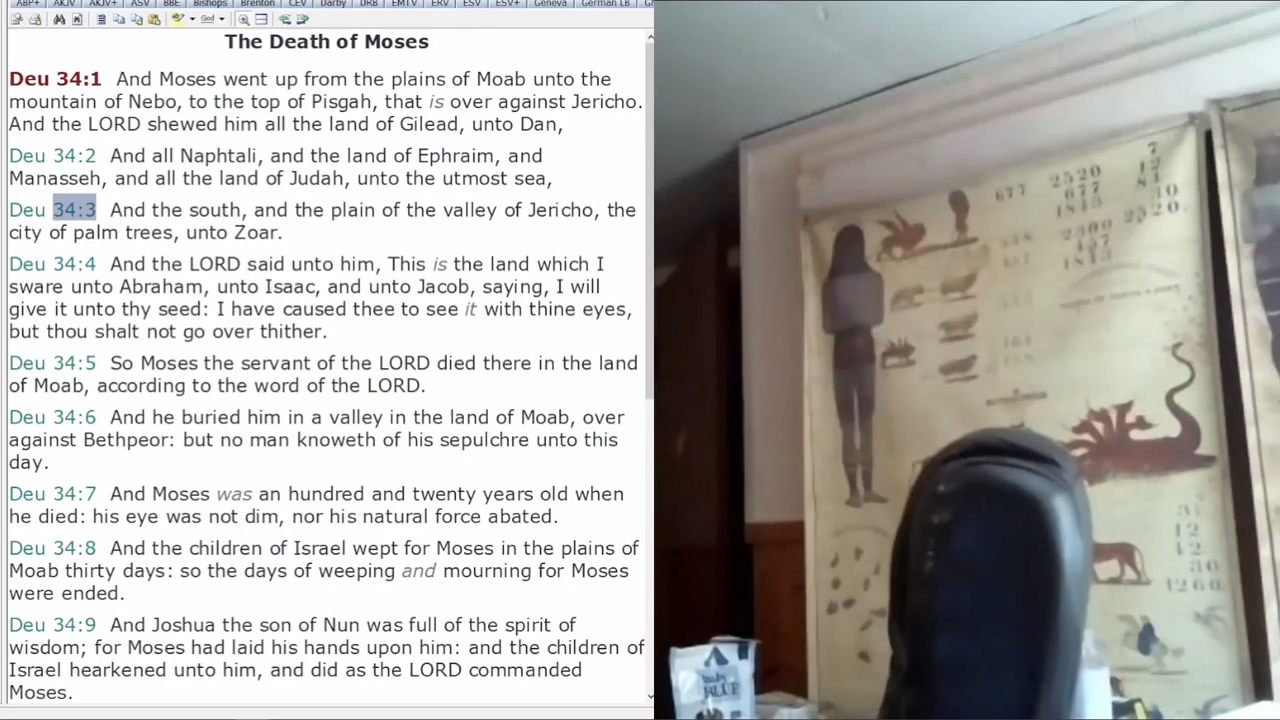 ABP+ AKJV AKJV+ ASV BBE Bishops Brenton CEV Darby DRB EMTV ERV ESV ESV+ Geneva German LB
God
The Death of Moses
Deu 34:1 And Moses went up from the plains of Moab unto the
mountain of Nebo, to the top of Pisgah, that is over against Jericho.
And the LORD shewed him all the land of Gilead, unto Dan,
Deu 34:2 And all Naphtali, and the land of Ephraim, and
Manasseh, and all the land of Judah, unto the utmost sea,
Deu 34:3 And the south, and the plain of the valley of Jericho, the
city of palm trees, unto Zoar.
Deu 34:4 And the LORD said unto him, This is the land which I
sware unto Abraham, unto Isaac, and unto Jacob, saying, I will
give it unto thy seed: I have caused thee to see it with thine eyes,
but thou shalt not go over thither.
Deu 34:5 So Moses the servant of the LORD died there in the land
of Moab, according to the word of the LORD.
Deu 34:6 And he buried him in a valley in the land of Moab, over
against Bethpeor: but no man knoweth of his sepulchre unto this
day.
Deu 34:7 And Moses was an hundred and twenty years old when
he died: his eye was not dim, nor his natural force abated.
Deu 34:8 And the children of Israel wept for Moses in the plains of
Moab thirty days: so the days of weeping and mourning for Moses
were ended.
Deu 34:9 And Joshua the son of Nun was full of the spirit of
wisdom; for Moses had laid his hands upon him: and the children of
Israel hearkened unto him, and did as the LORD commanded
Moses.
677
2520
677
1843
2300
457
1843
7
12
84
30
2520
12
42
30
1260
BLUE